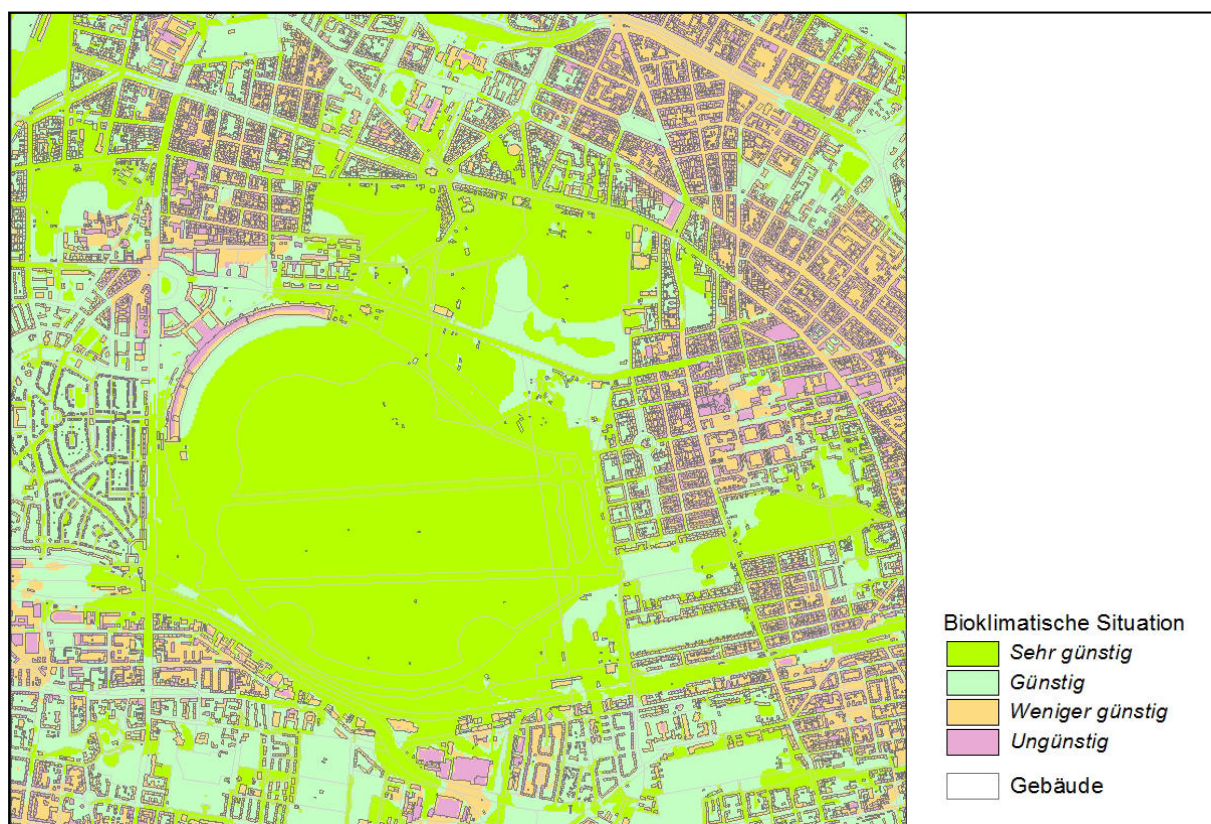 Bioklimatische Situation
Sehr günstig
Günstig
Weniger günstig
Ungünstig
Gebäude